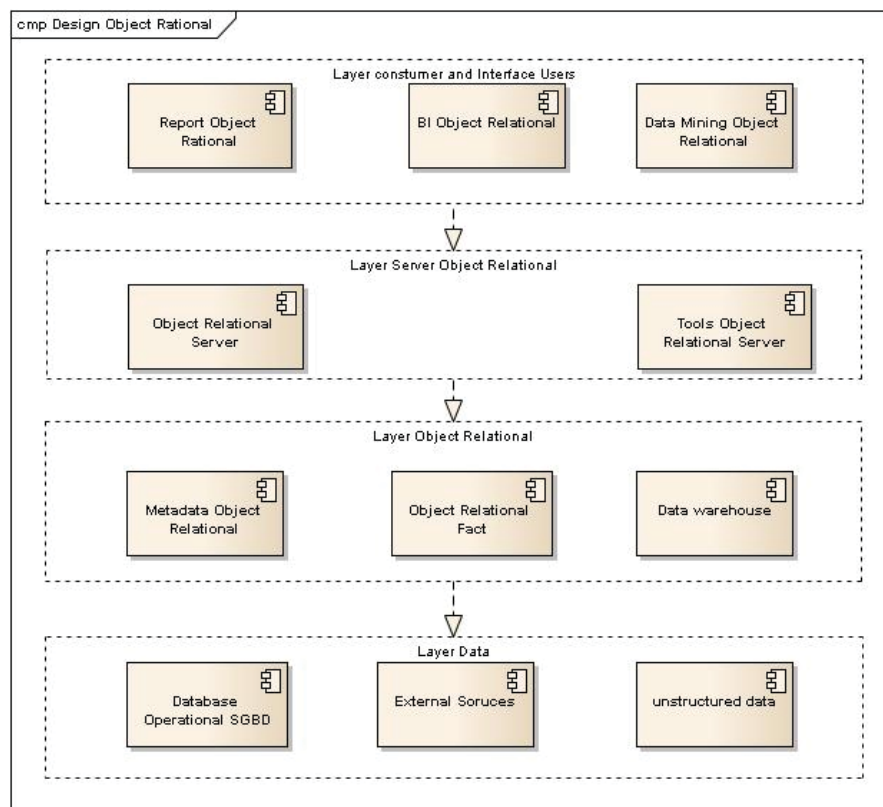 cmp Design Object Rational
Layer consturner and Interface Users
Report Object
Rational
BI Object Relational
Data Mining Object
Relational
Layer Server Object Relational
Object Relational
Server
Tools Object
Relational Server
Layer Object Relational
Metadata Object
Relational
Object Relational
Fact
Data warehouse
Layer Data
Database
Operational SGBD
External Soruces
unstructured data